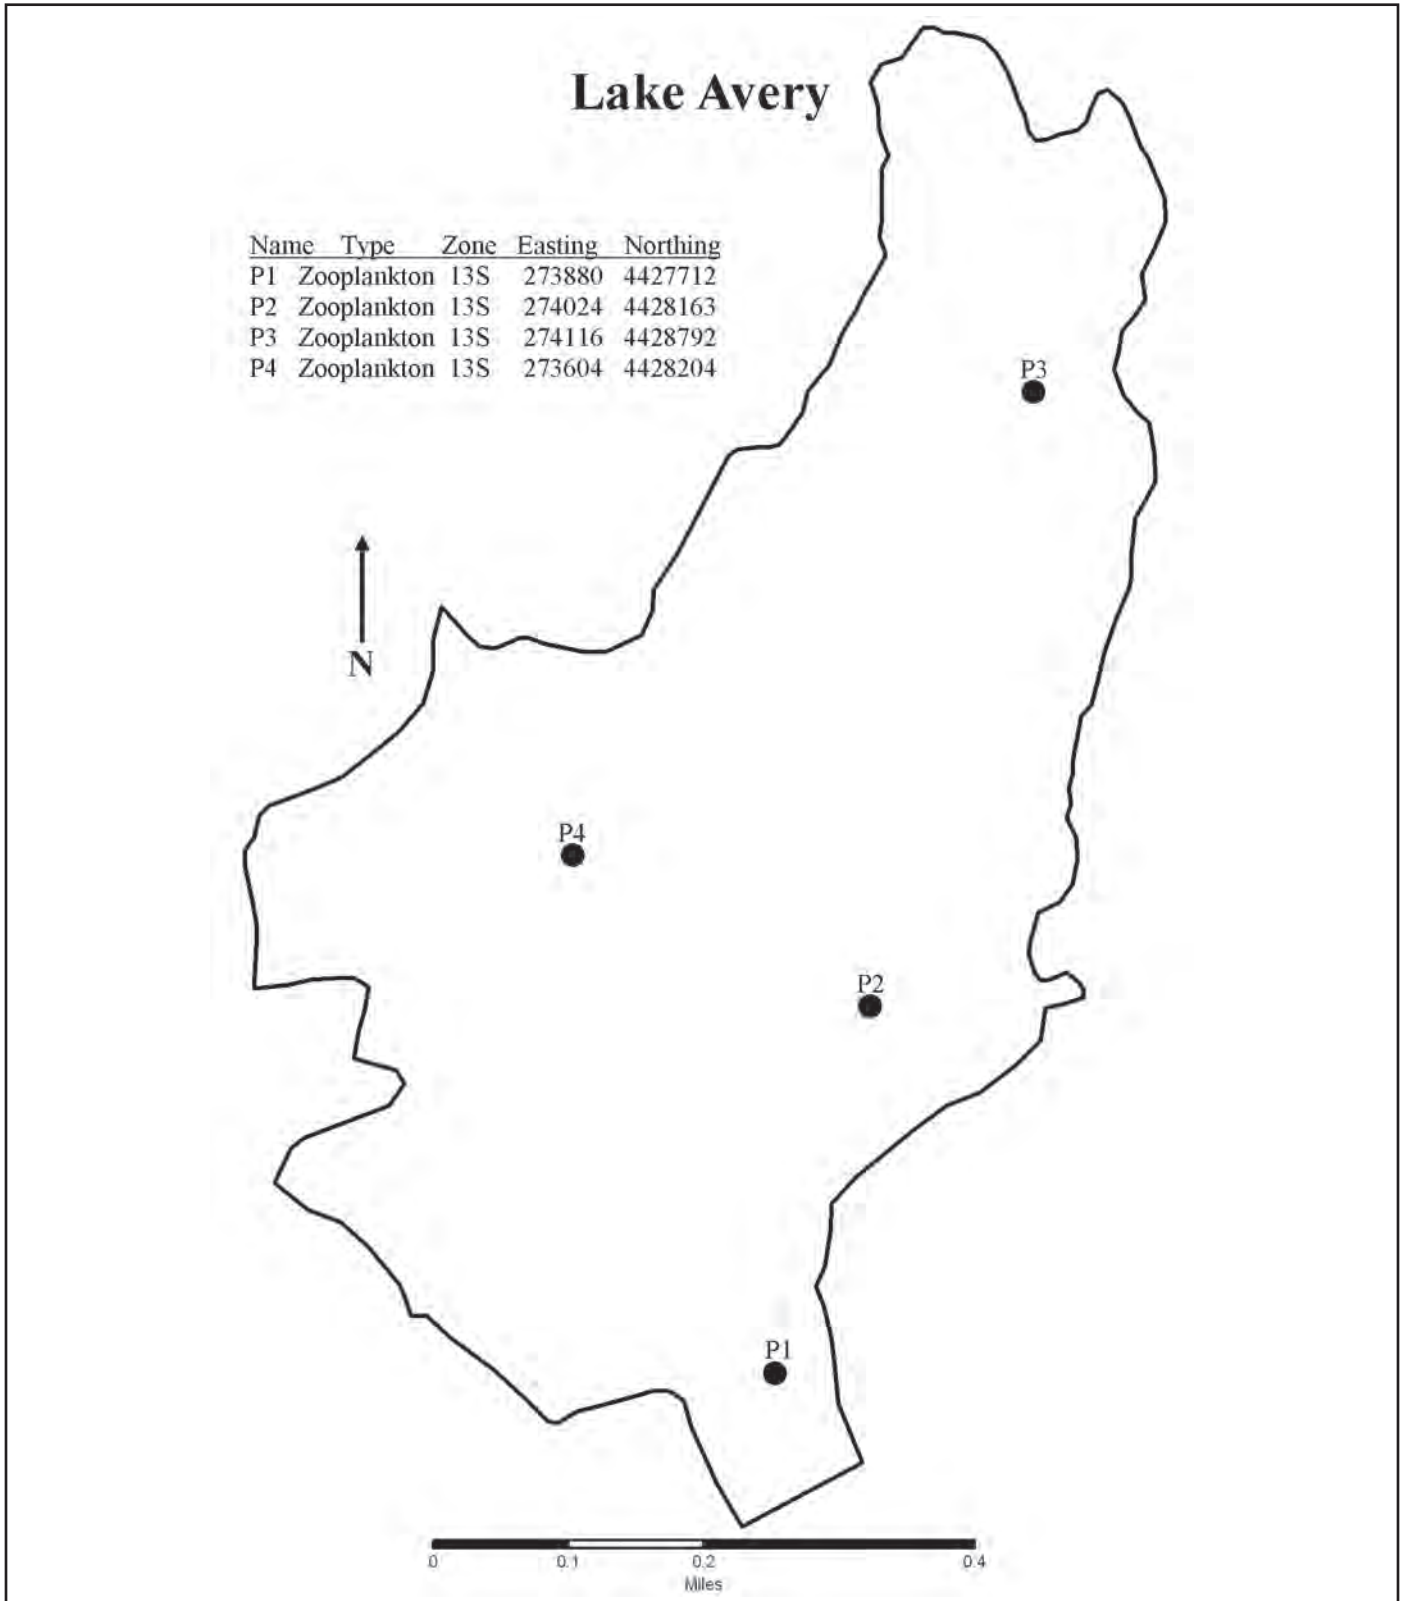 Lake Avery
Name Type Zone Easting Northing
P1 Zooplankton 13S 273880 4427712
P2 Zooplankton 13S 274024 4428163
P3 Zooplankton 13S 274116 4428792
P4 Zooplankton 13S 273604 4428204
P3
N
P4
P2
P1
0 0.1 0.2 0.4
Miles